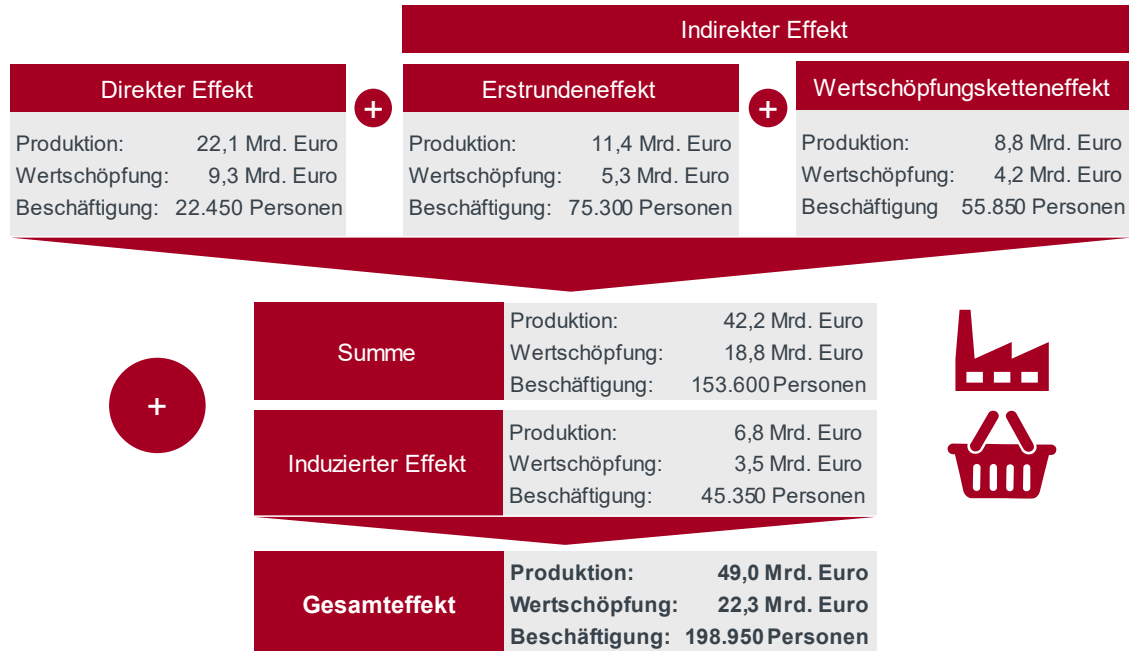 Indirekter Effekt
Direkter Effekt
+
Erstrundeneffekt
+
Wertschöpfungsketteneffekt
Produktion: 22,1 Mrd. Euro
Wertschöpfung: 9,3 Mrd. Euro
Beschäftigung: 22.450 Personen
Produktion: 11,4 Mrd. Euro
Wertschöpfung: 5,3 Mrd. Euro
Beschäftigung: 75.300 Personen
Produktion: 8,8 Mrd. Euro
Wertschöpfung: 4,2 Mrd. Euro
Beschäftigung 55.850 Personen
+
Summe
Produktion: 42,2 Mrd. Euro
Wertschöpfung: 18,8 Mrd. Euro
Beschäftigung: 153.600 Personen
Induzierter Effekt
Produktion: 6,8 Mrd. Euro
Wertschöpfung: 3,5 Mrd. Euro
Beschäftigung: 45.350 Personen
Gesamteffekt
Produktion: 49,0 Mrd. Euro
Wertschöpfung: 22,3 Mrd. Euro
Beschäftigung: 198.950 Personen